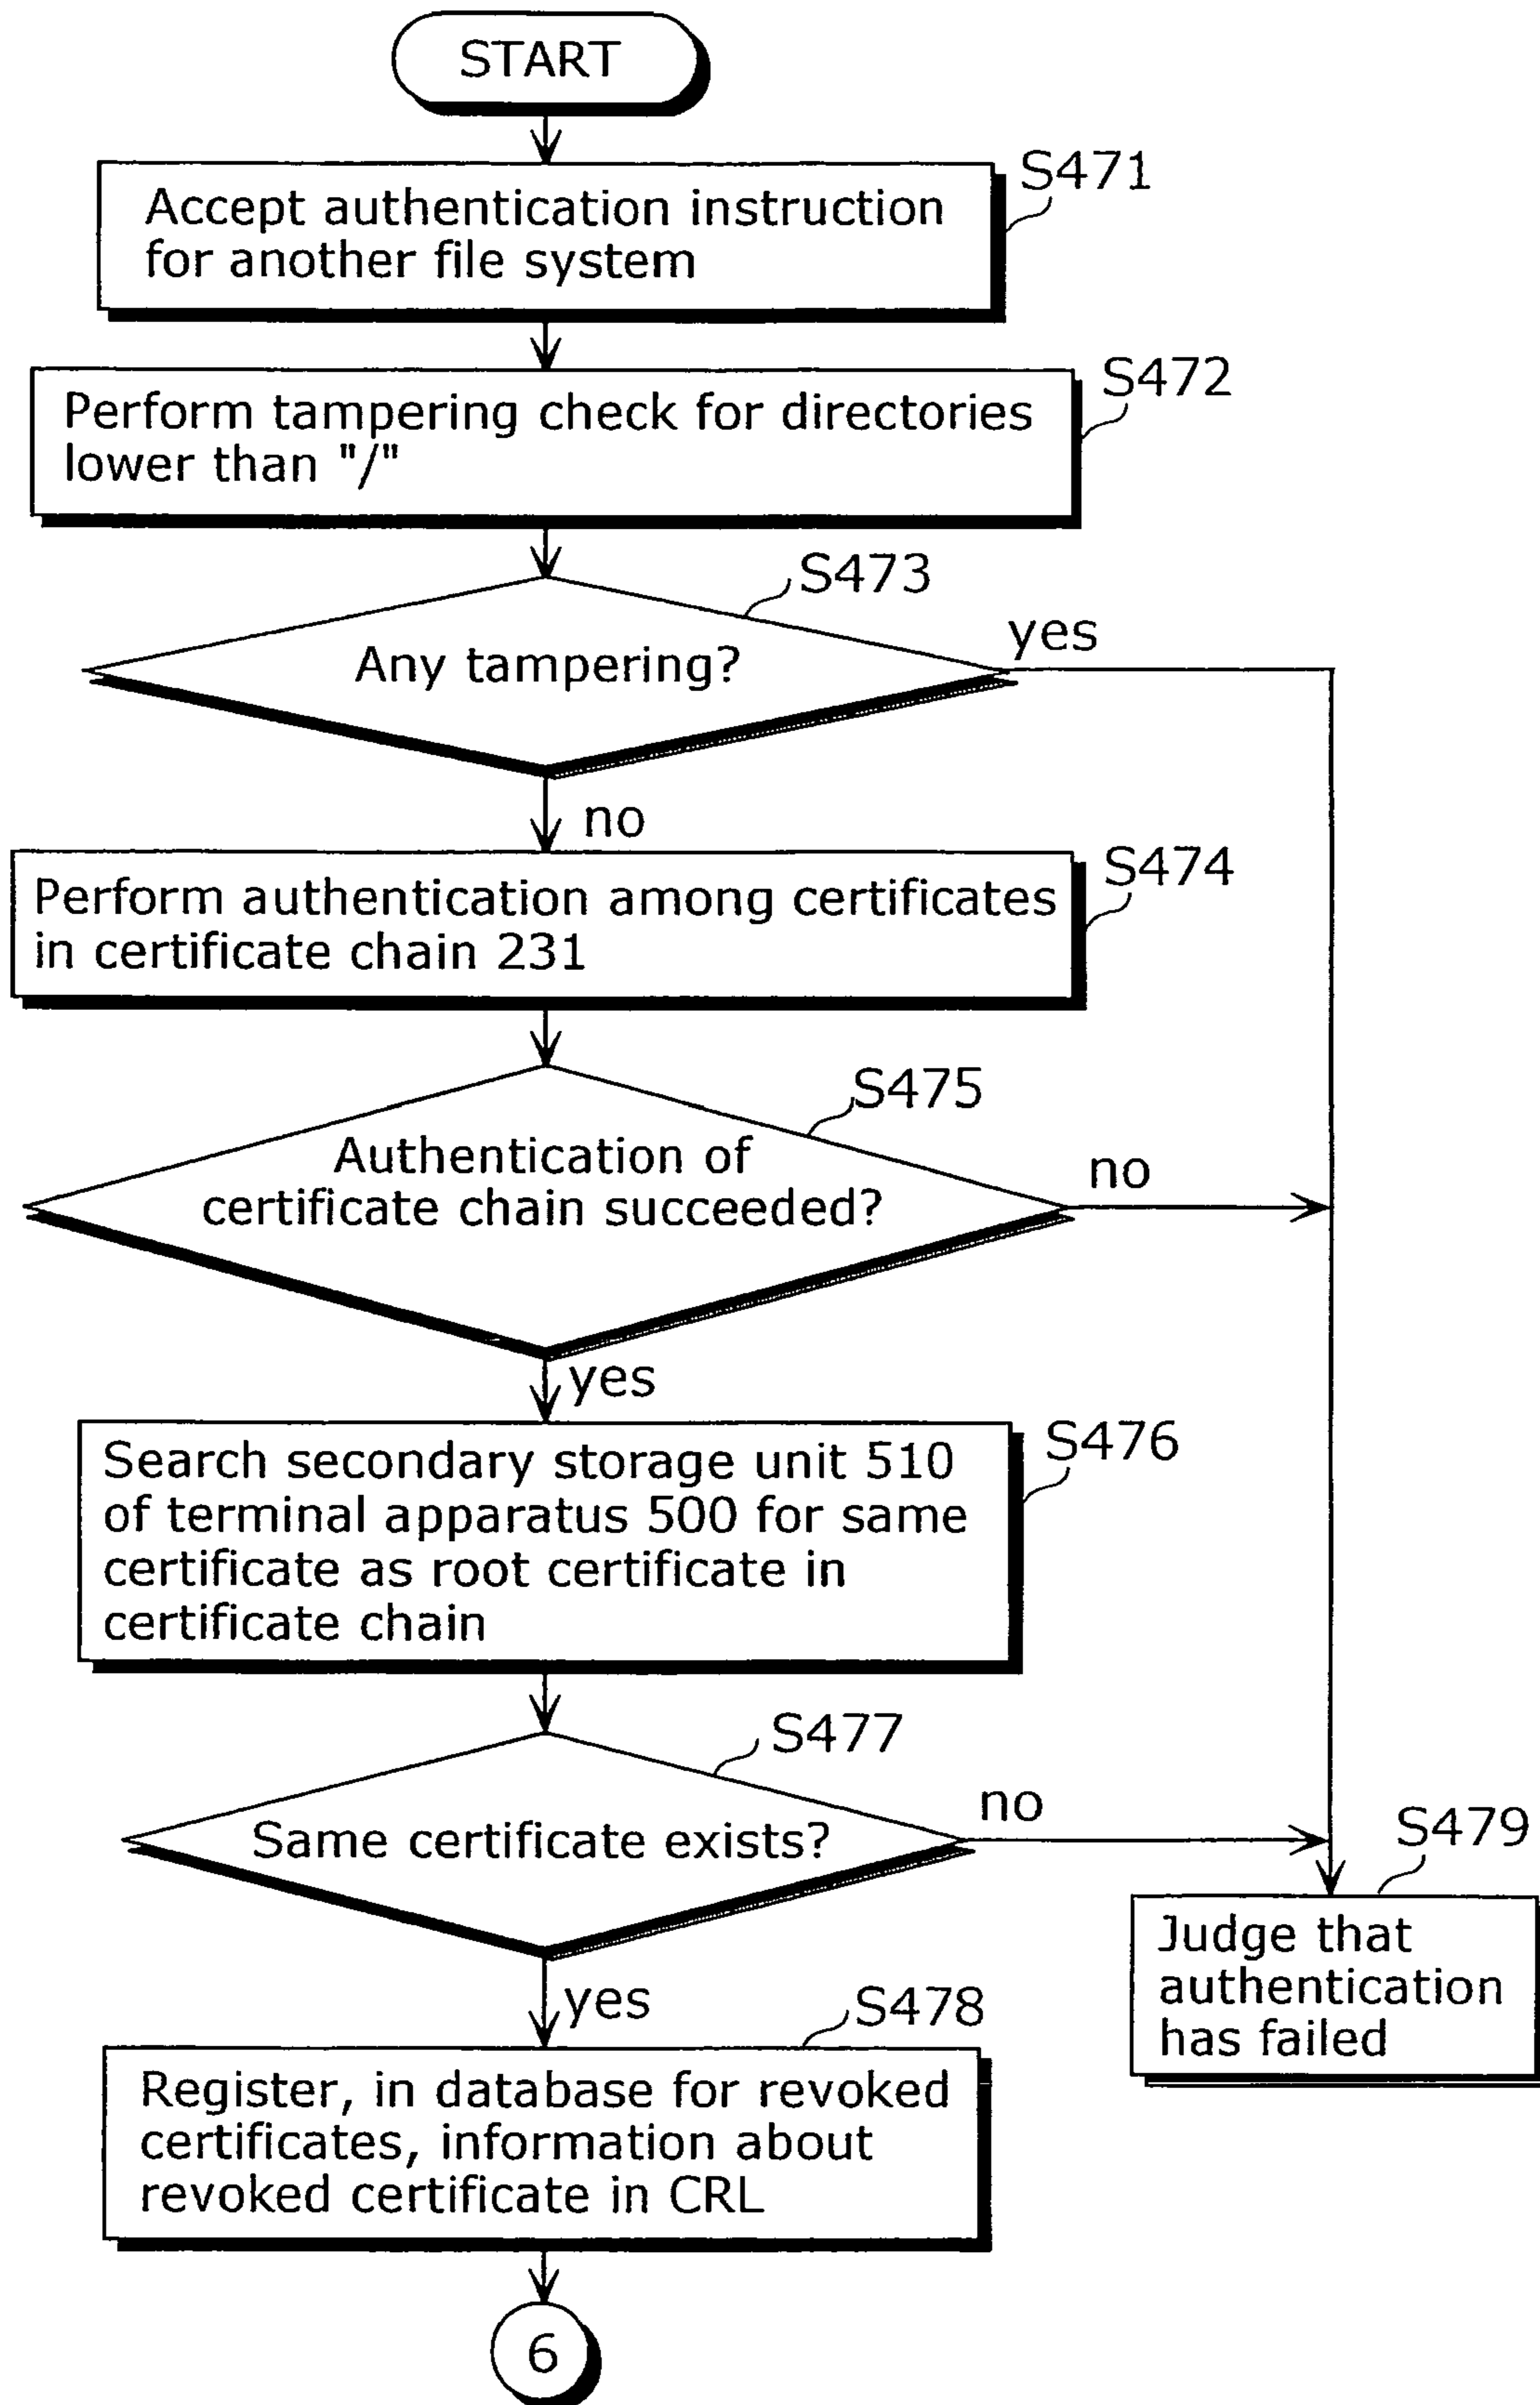 START
S471
Accept authentication instruction
for another file system
S472
Perform tampering check for directories
lower than "/"
S473
Any tampering?
yes
no
S474
Perform authentication among certificates
in certificate chain 231
S475
Authentication of
certificate chain succeeded?
no
yes
S476
Search secondary storage unit 510
of terminal apparatus 500 for same
certificate as root certificate in
certificate chain
S477
Same certificate exists?
no
yes
S479
Judge that
authentication
has failed
S478
Register, in database for revoked
certificates, information about
revoked certificate in CRL
6